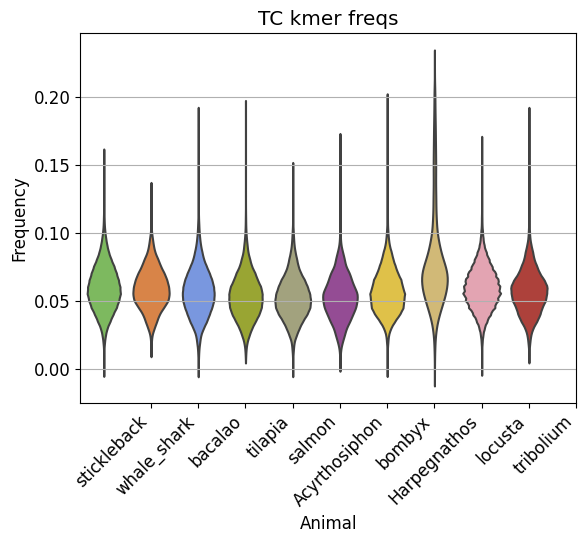 TC kmer freqs
Frequency
0.20
0.15
0.10
0.05
0.00
stickleback
whale_shark
bacalao
tilapia
salmon
Acyrthosiphon
bombyx
Harpegnathos
locusta
tribolium
Animal